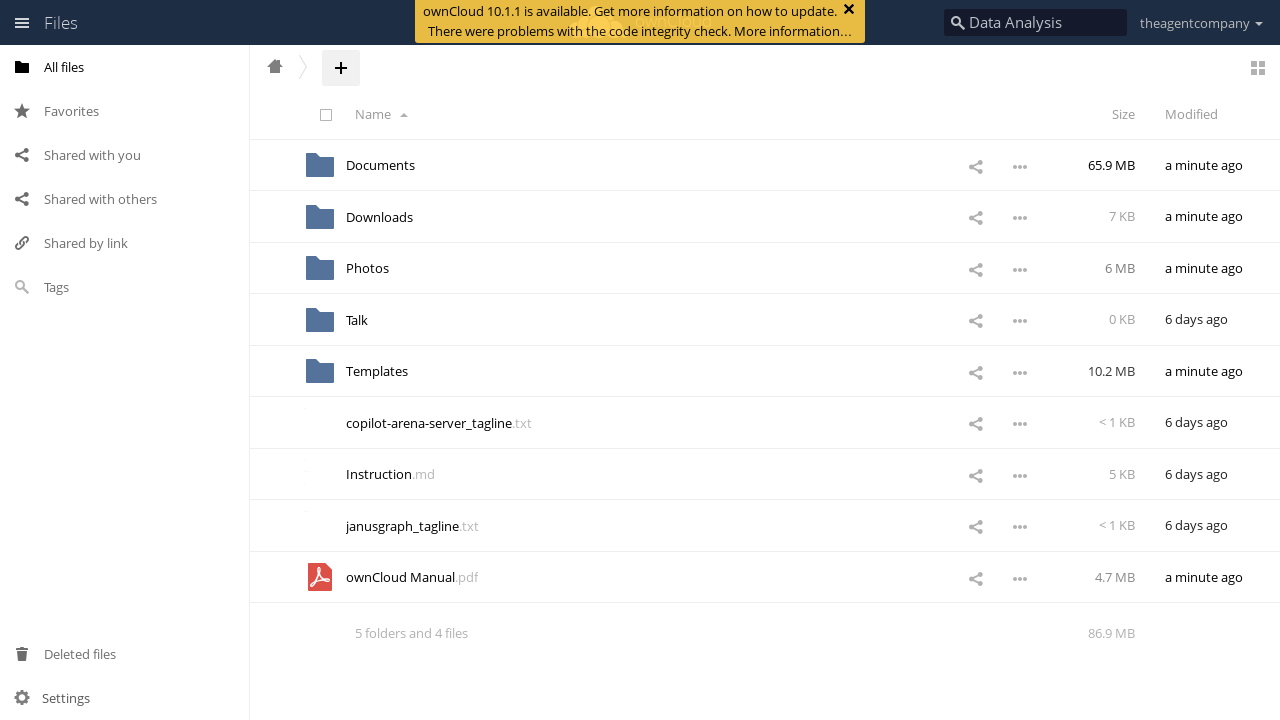 Files
ownCloud 10.1.1 is available. Get more information on how to update.
There were problems with the code integrity check. More information…
Data Analysis
theagentcompany
All files
Favorites
Shared with you
Shared with others
Shared by link
Tags
Deleted files
Settings
Name Size Modified
Documents 65.9 MB a minute ago
Downloads 7 KB a minute ago
Photos 6 MB a minute ago
Talk 0 KB 6 days ago
Templates 10.2 MB a minute ago
copilot-arena-server_tagline.txt < 1 KB 6 days ago
Instruction.md 5 KB 6 days ago
janusgraph_tagline.txt < 1 KB 6 days ago
ownCloud Manual.pdf 4.7 MB a minute ago
5 folders and 4 files 86.9 MB